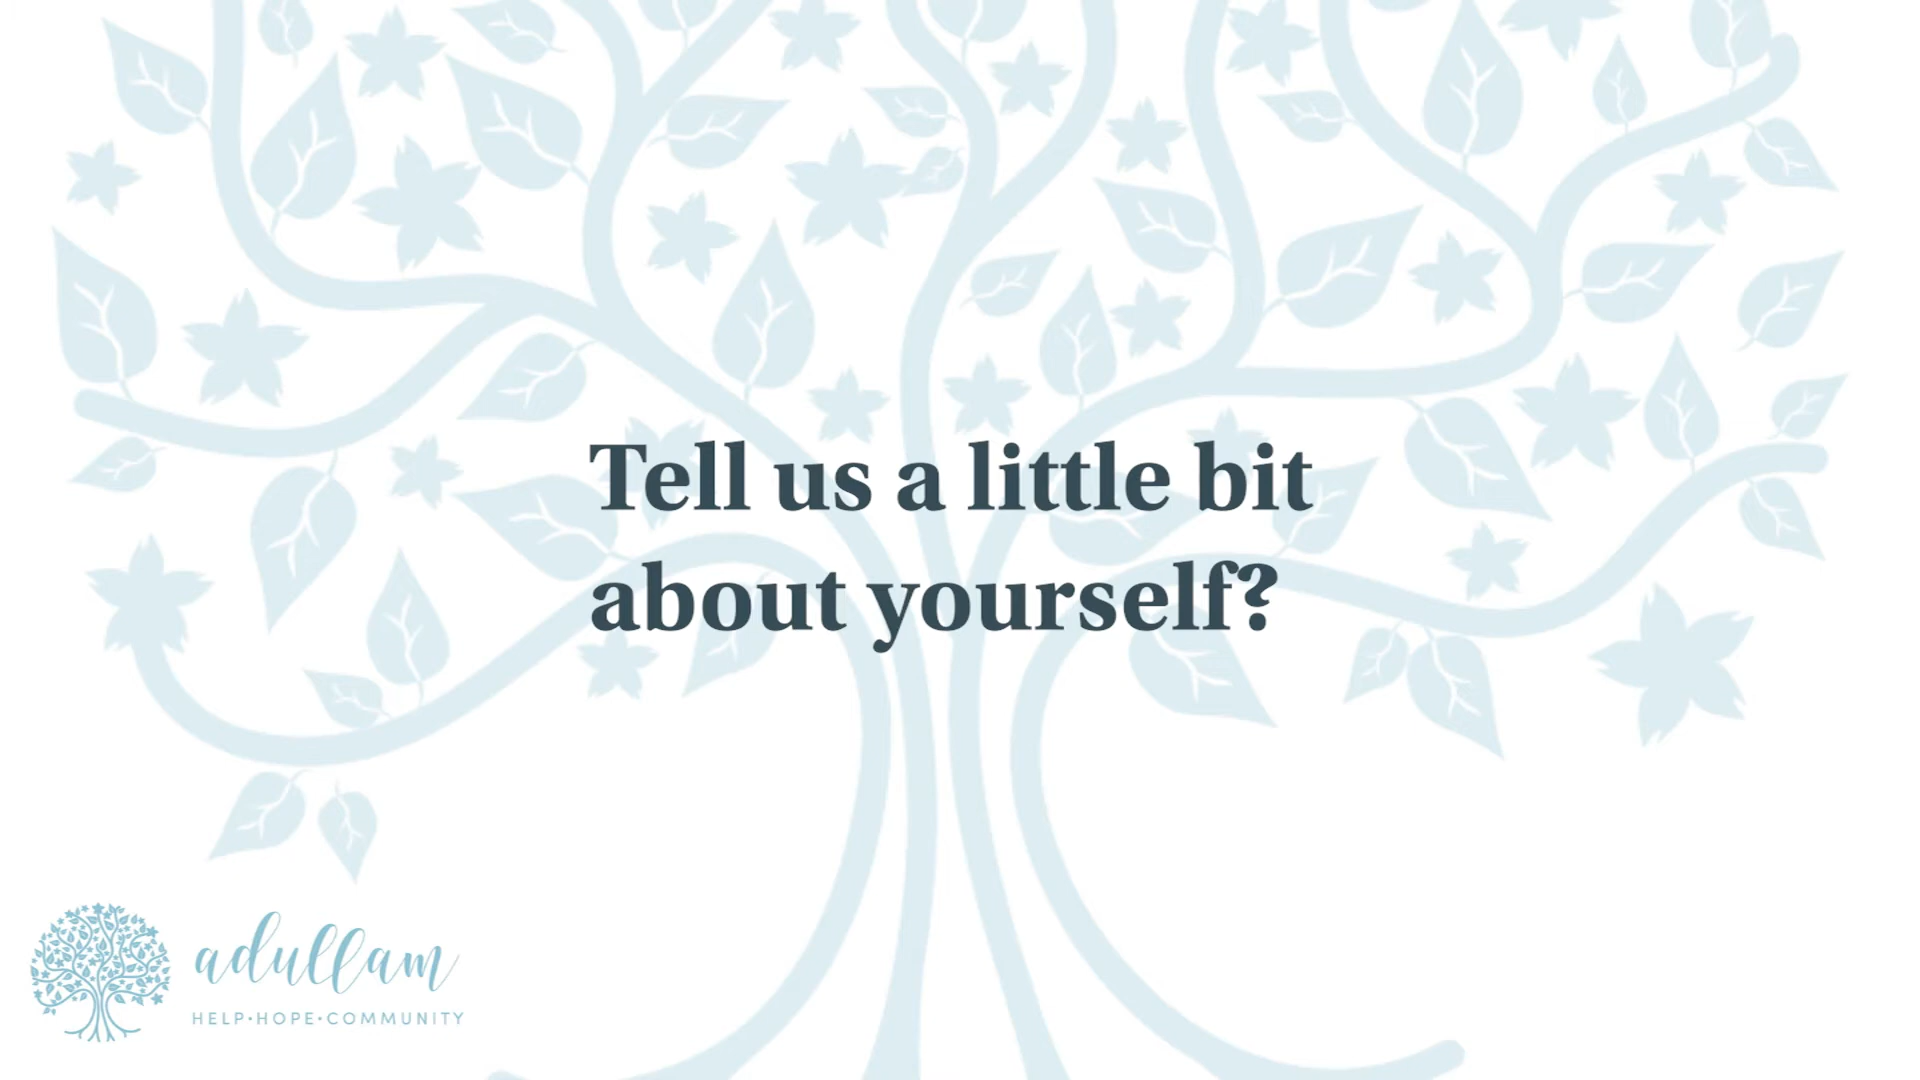 Tell us a little bit
about yourself?
adullam
HELP•HOPE•COMMUNITY